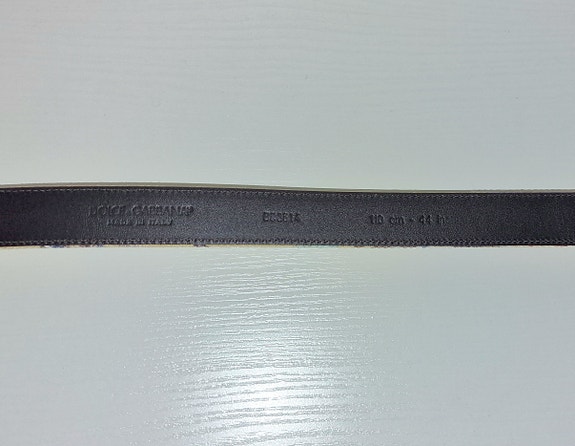 DOLCE & GABBANA
MADE IN ITALY
110 cm - 44 in